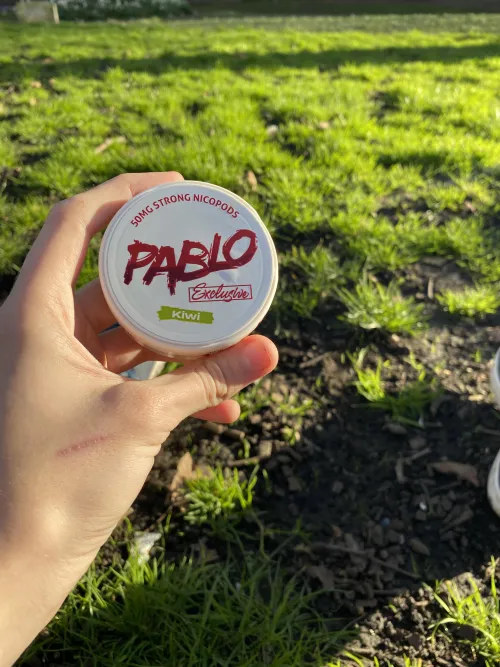 50MG STRONG NICOPODS
PABLO
Exclusive
Kiwi